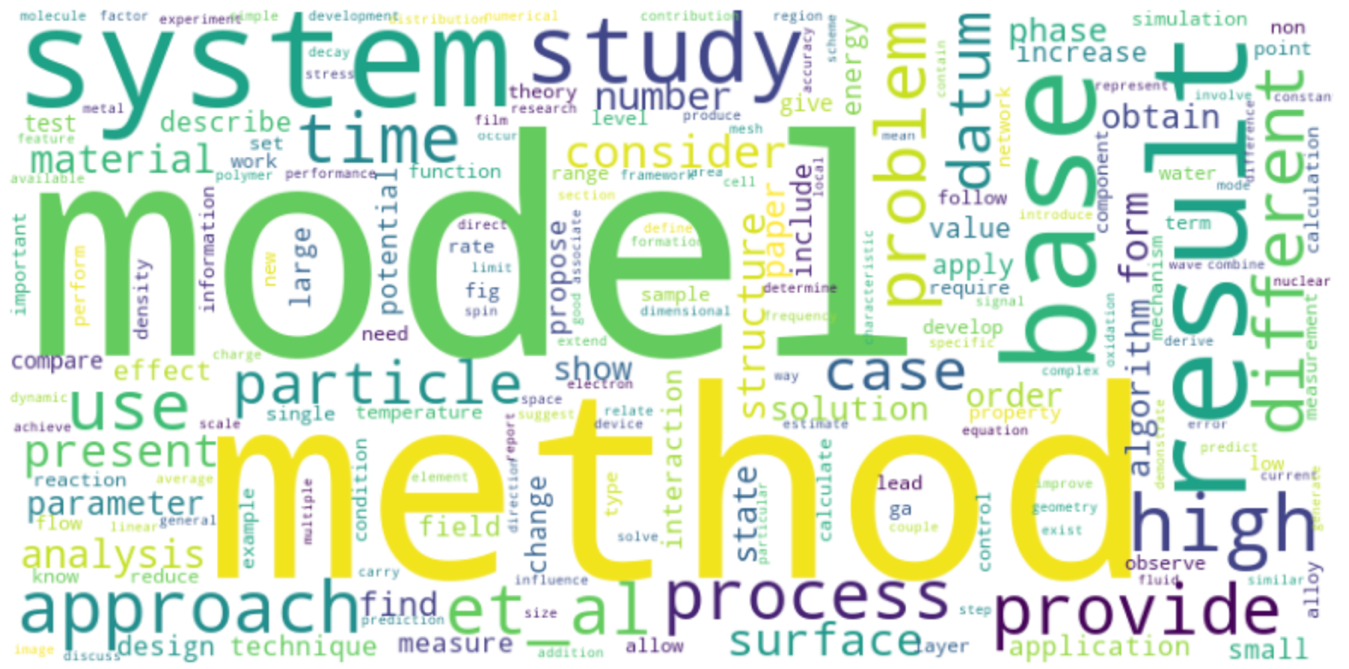 molecule factor experiment simple development distribution numerical contribution region
accuracy scheme energy contain datum phase simulation non
system study problem increase point
decay stress theory number give network base represent involve constant
metal research film level produce mesh mean obtain result different
test describe set time occur consider
feature material work function range framework area cell local include
available polymer performance section water mode difference calculation
model method
important perform density information new large potential direct rate limit fig spin
propose associate good formation define sample dimensional extend
structure paper determine frequency characteristic
follow value apply require signal develop specific introduce component
term wave combine nuclear mechanism derive measurement oxidation complex
algorithm form
need compare effect charge particle show electron way case
dynamic use achieve scale single temperature space suggest relate device
interaction solution estimate order property equation
demonstrate error predict low current generate
present reaction average parameter flow linear general
example multiple condition element field report direction change type solve
state particular calculate lead ga couple control improve geometry exist
high observe fluid similar alloy
analysis know reduce carry influence
approach find prediction et_al size process step provide
image discuss design technique measure addition allow surface layer application small